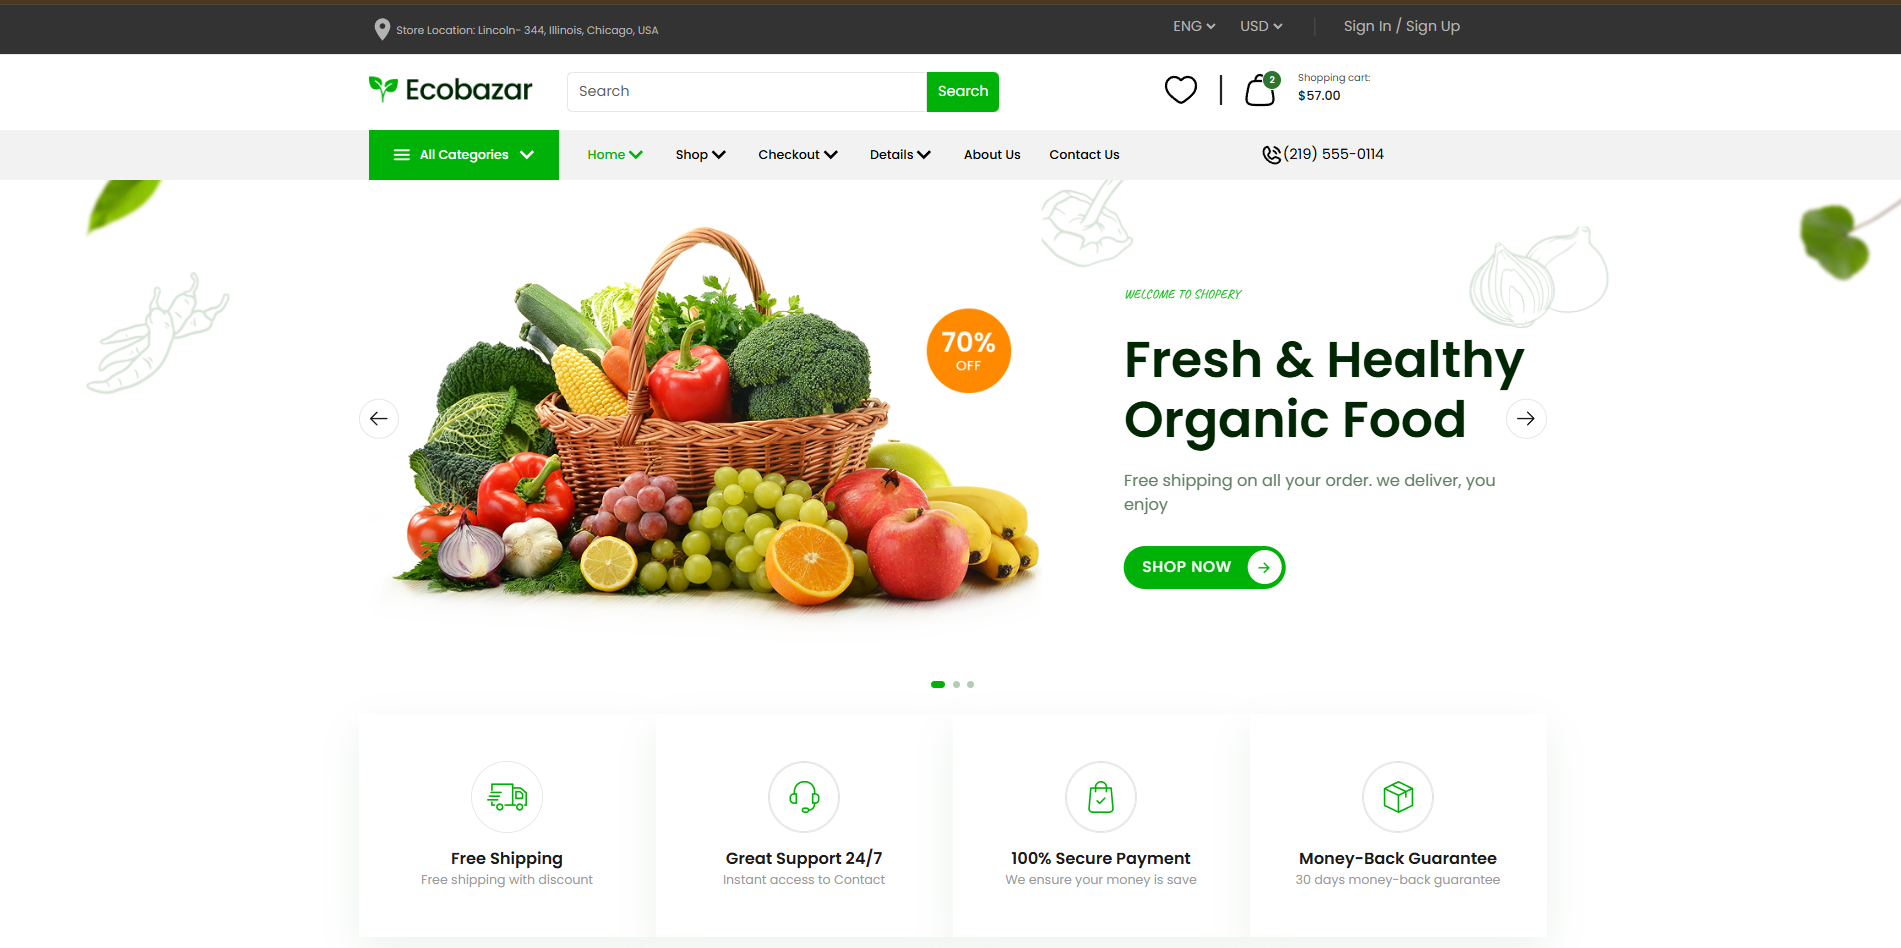 Store Location: Lincoln- 344, Illinois, Chicago, USA
ENG
USD
Sign In / Sign Up
Ecobazar
Search
Search
2
Shopping cart:
$57.00
All Categories
Home
Shop
Checkout
Details
About Us
Contact Us
(219) 555-0114
70%
OFF
WELCOME TO SHOPERY
Fresh & Healthy
Organic Food
Free shipping on all your order. we deliver, you
enjoy
SHOP NOW
Free Shipping
Free shipping with discount
Great Support 24/7
Instant access to Contact
100% Secure Payment
We ensure your money is save
Money-Back Guarantee
30 days money-back guarantee